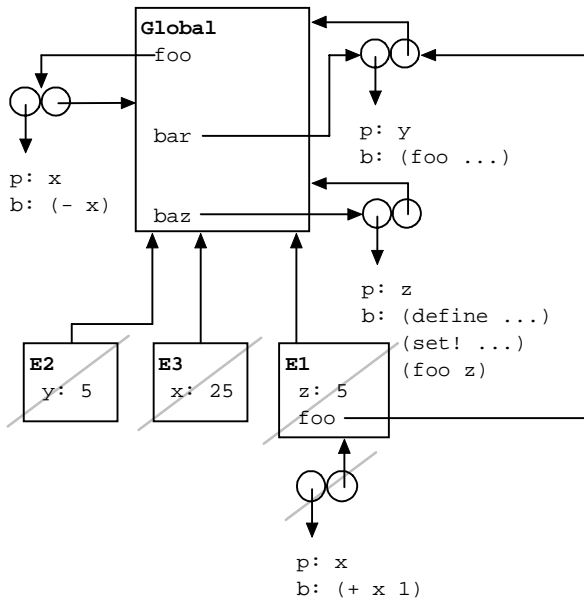 Global
foo
bar
baz
p: x
b: (- x)
p: y
b: (foo ...)
p: z
b: (define ...)
(set! ...)
(foo z)
E2
y: 5
E3
x: 25
E1
z: 5
foo
p: x
b: (+ x 1)